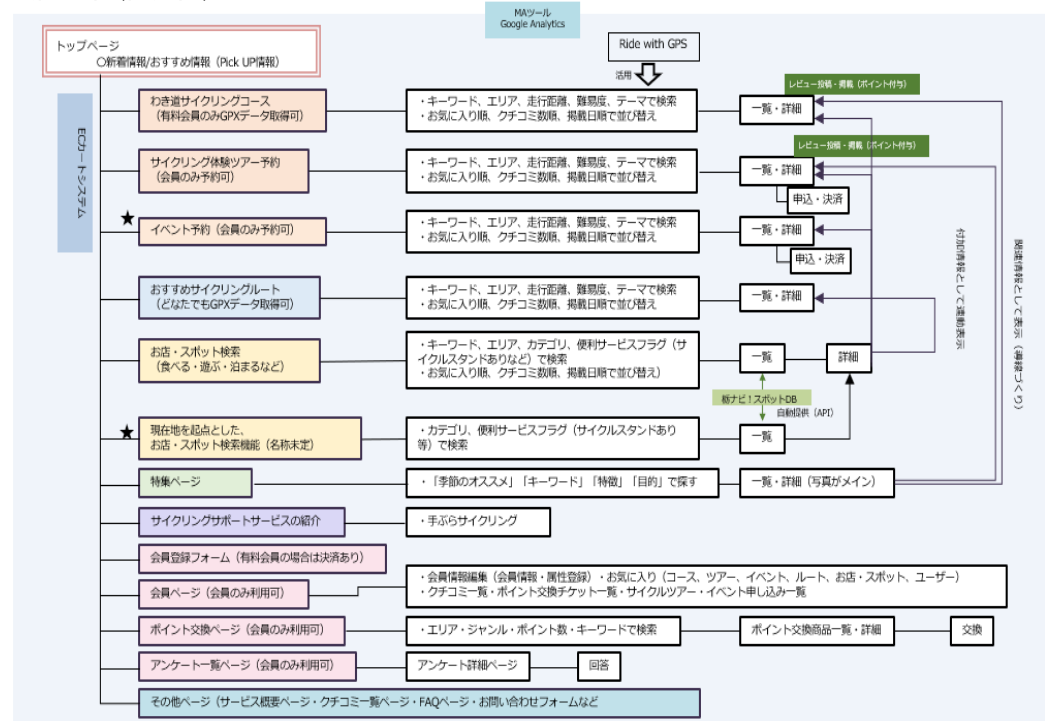 MAツール
Google Analytics
トップページ
〇新着情報/おすすめ情報（Pick UP情報）
Ride with GPS
活用
ECカートシステム
わき道サイクリングコース
（有料会員のみGPXデータ取得可）
・キーワード、エリア、走行距離、難易度、テーマで検索
・お気に入り順、クチコミ数順、掲載日順で並び替え
一覧・詳細
レビュー投稿・掲載（ポイント付与）
サイクリング体験ツアー予約
（会員のみ予約可）
・キーワード、エリア、走行距離、難易度、テーマで検索
・お気に入り順、クチコミ数順、掲載日順で並び替え
一覧・詳細
レビュー投稿・掲載（ポイント付与）
申込・決済
★
イベント予約（会員のみ予約可）
・キーワード、エリア、走行距離、難易度、テーマで検索
・お気に入り順、クチコミ数順、掲載日順で並び替え
一覧・詳細
申込・決済
おすすめサイクリングルート
（どなたでもGPXデータ取得可）
・キーワード、エリア、走行距離、難易度、テーマで検索
・お気に入り順、クチコミ数順、掲載日順で並び替え
一覧・詳細
付加情報として連動表示
関連情報として表示（導線づくり）
お店・スポット検索
（食べる・遊ぶ・泊まるなど）
・キーワード、エリア、カテゴリ、便利サービスフラグ（サ
イクルスタンドありなど）で検索
・お気に入り順、クチコミ数順、掲載日順で並び替え）
一覧
詳細
栃ナビ！スポットDB
自動提供（API）
★
現在地を起点とした、
お店・スポット検索機能（名称未定）
・カテゴリ、便利サービスフラグ（サイクルスタンドあり
等）で検索
一覧
特集ページ
・「季節のオススメ」「キーワード」「特徴」「目的」で探す
一覧・詳細（写真がメイン）
サイクリングサポートサービスの紹介
・手ぶらサイクリング
会員登録フォーム（有料会員の場合は決済あり）
会員ページ（会員のみ利用可）
・会員情報編集（会員情報・属性登録）・お気に入り（コース、ツアー、イベント、ルート、お店・スポット、ユーザー）
・クチコミ一覧・ポイント交換チケット一覧・サイクルツアー・イベント申し込み一覧
ポイント交換ページ（会員のみ利用可）
・エリア・ジャンル・ポイント数・キーワードで検索
ポイント交換商品一覧・詳細
交換
アンケート一覧ページ（会員のみ利用可）
アンケート詳細ページ
回答
その他ページ（サービス概要ページ・クチコミ一覧ページ・FAQページ・お問い合わせフォームなど